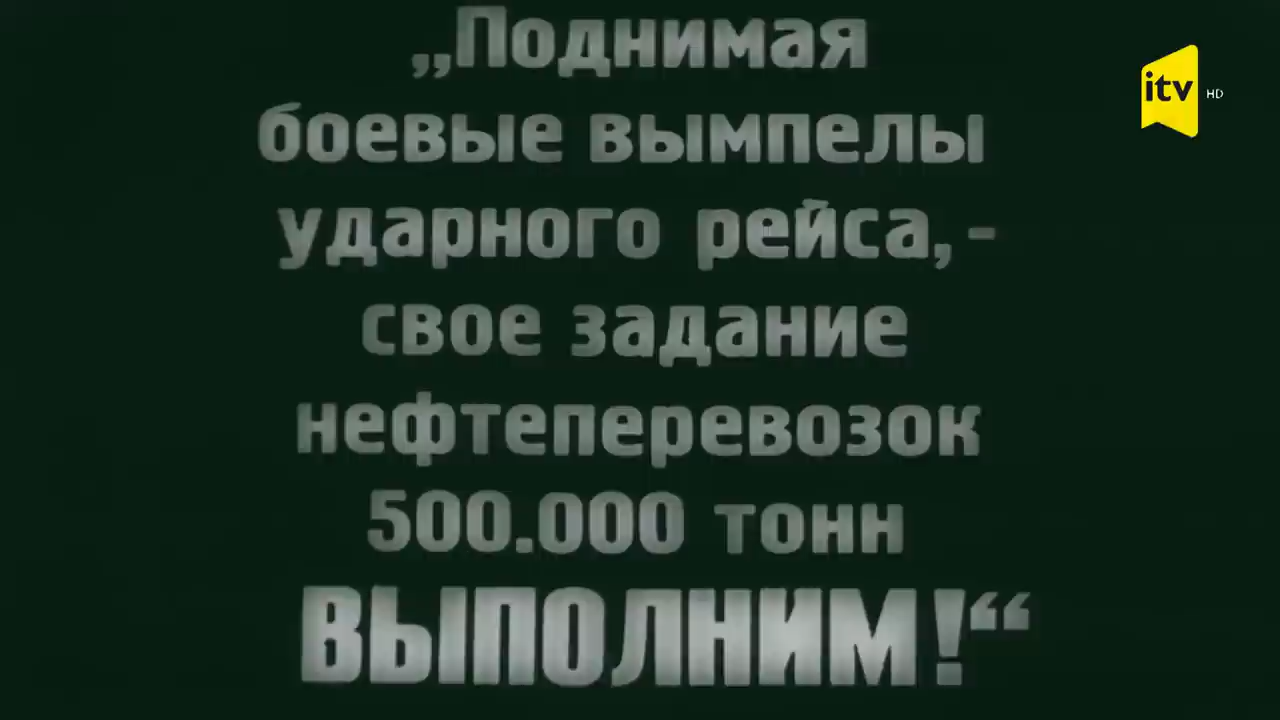 „Поднимая
боевые вымпелы
ударного рейса, -
свое задание
нефтеперевозок
500.000 тонн
ВЫПОЛНИМ!“
itv HD